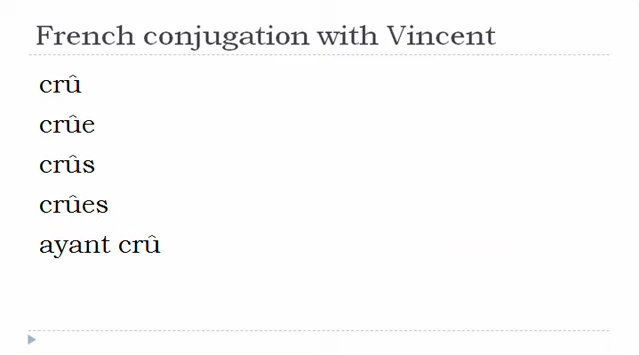 French conjugation with Vincent
crû
crûe
crûs
crûes
ayant crû